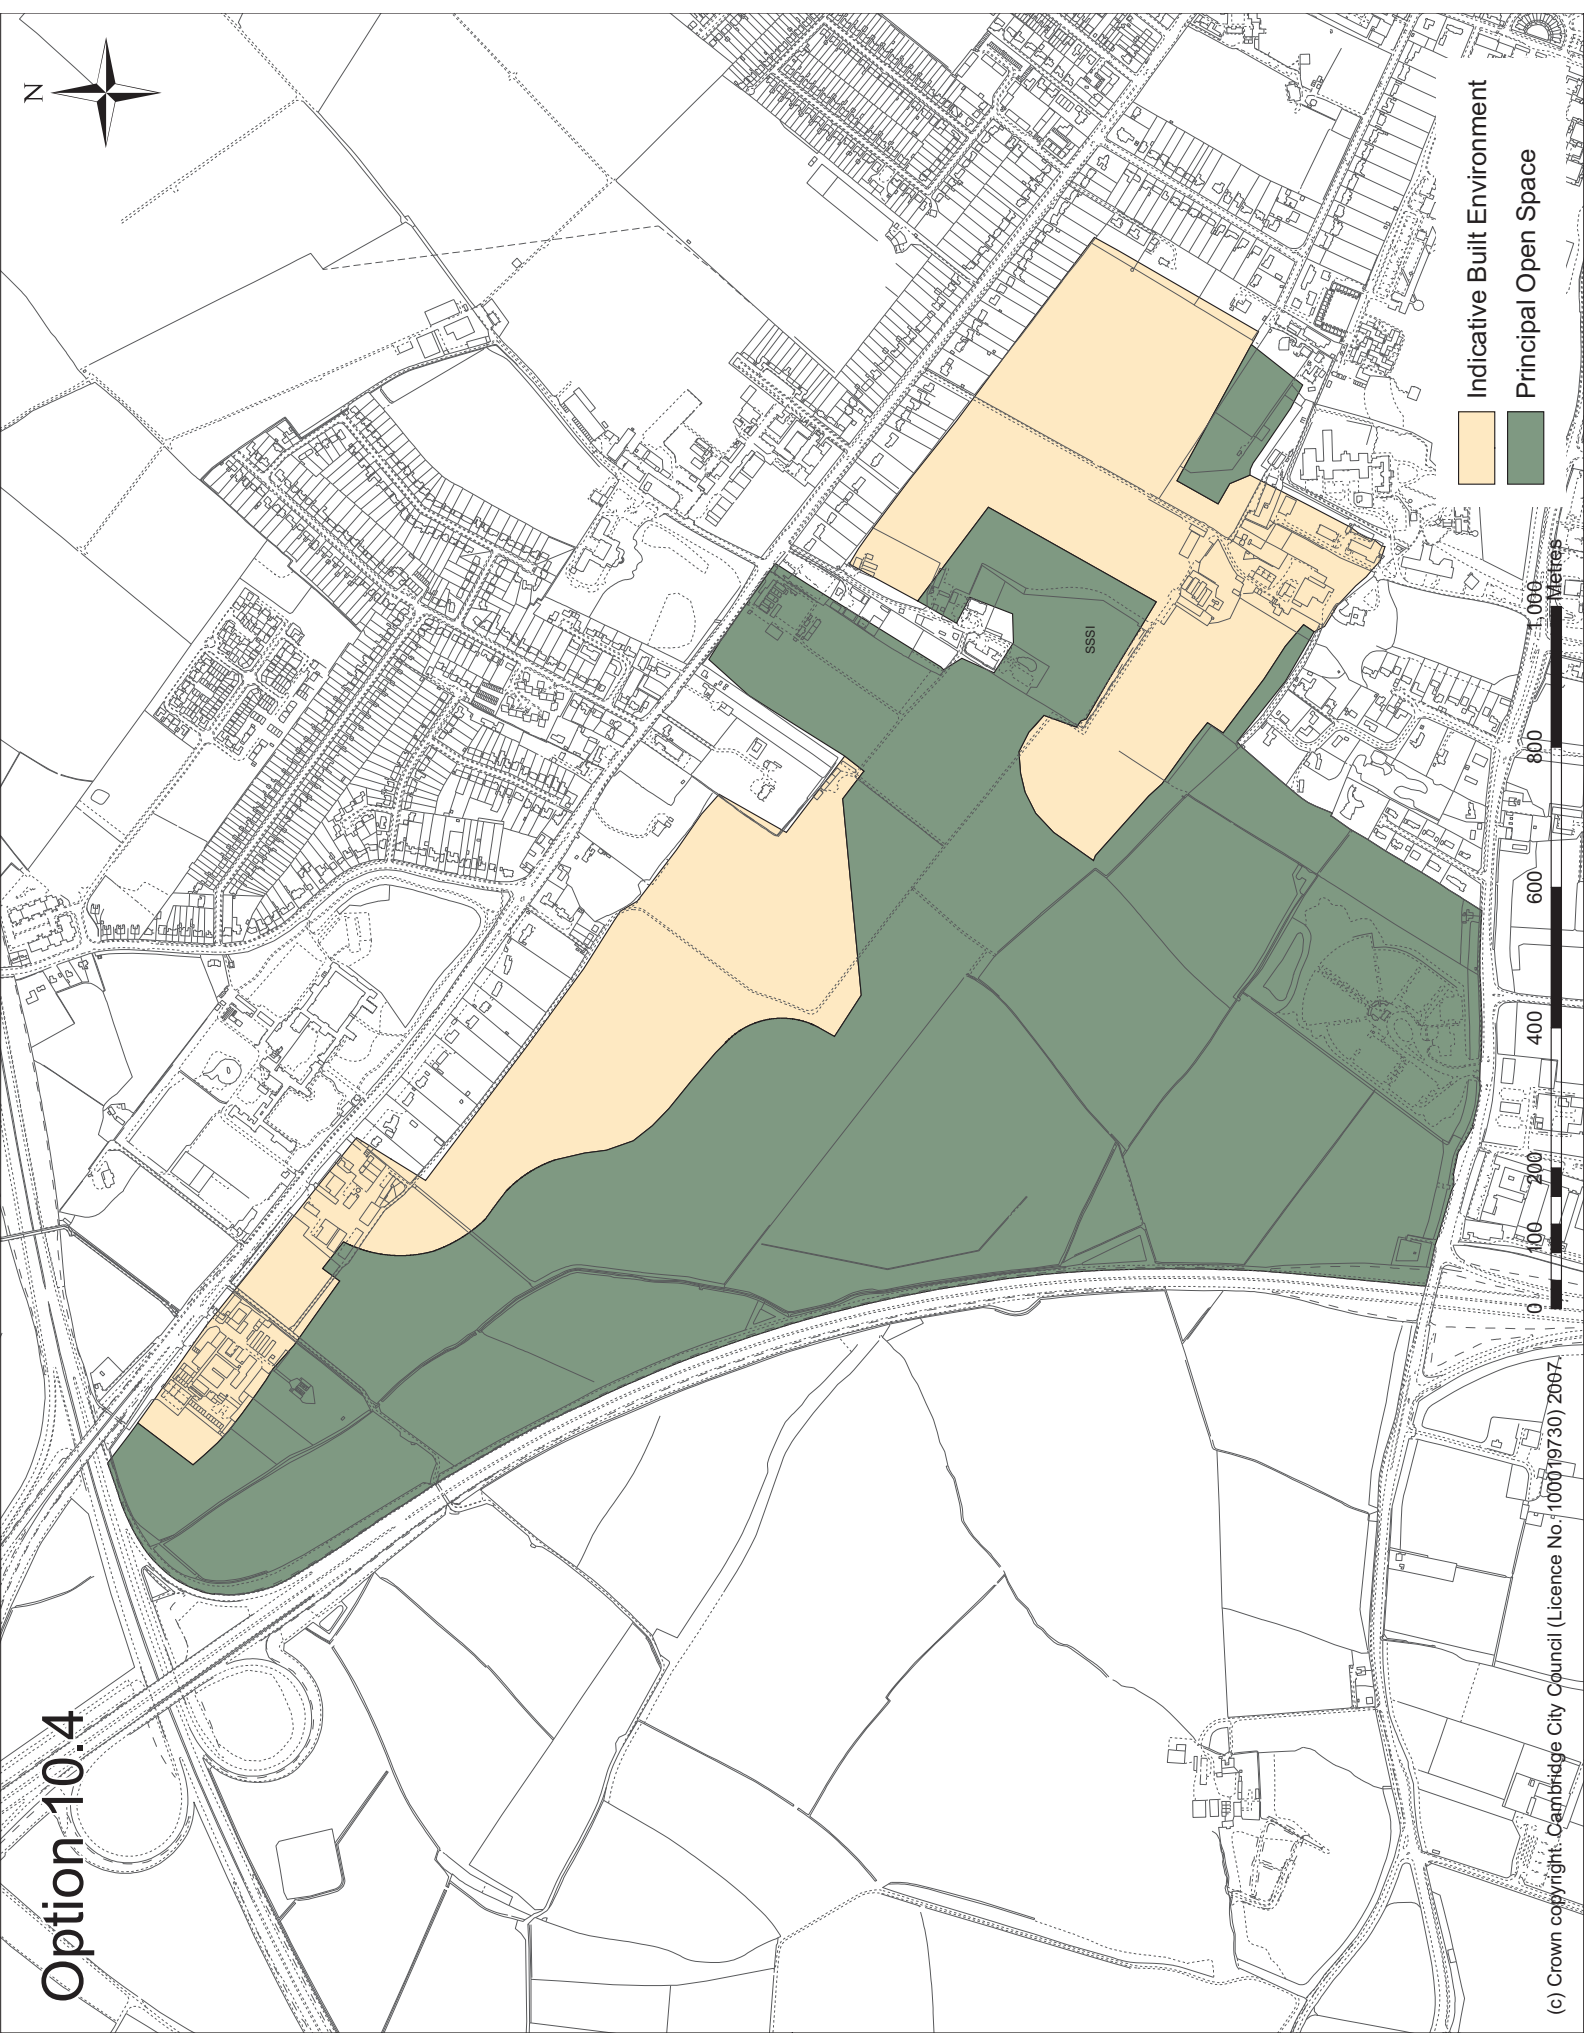 Option 10.4
N
SSSI
Indicative Built Environment
Principal Open Space
0 100 200 400 600 800 1,000
Metres
(c) Crown copyright. Cambridge City Council (Licence No. 100019730) 2007.